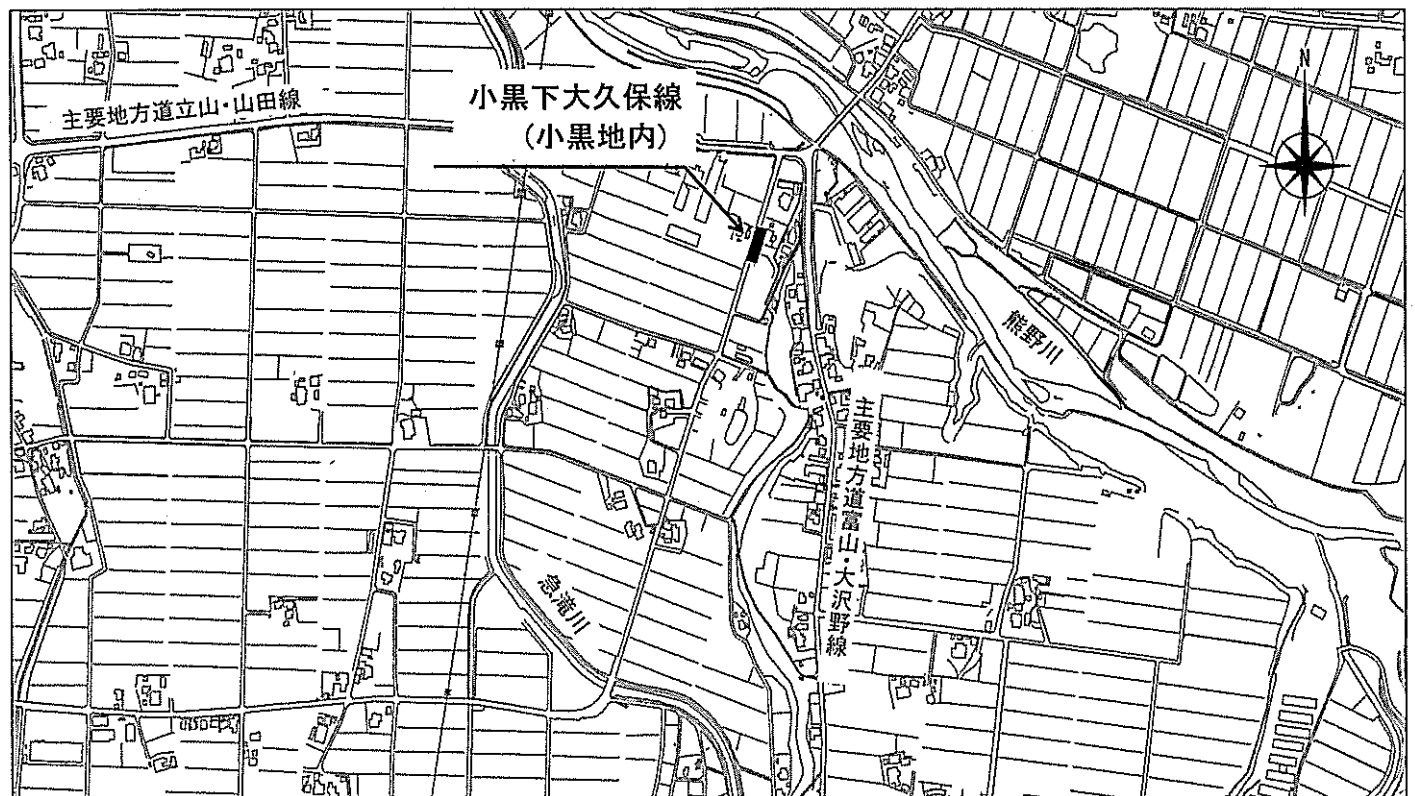 N
小黒下大久保線
(小黒地内)
主要地方道立山・山田線
熊野川
主要地方道富山・大沢野線
急滝川